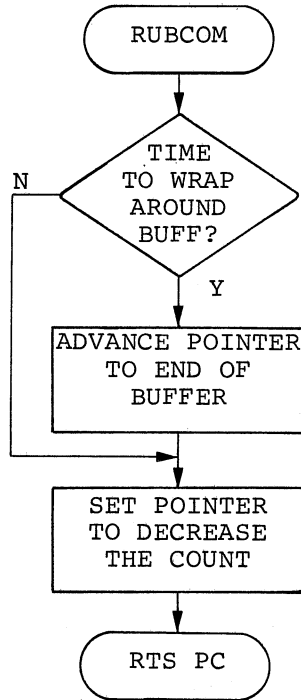 RUBCOM
TIME
TO WRAP
AROUND
BUFF?
N
Y
ADVANCE POINTER
TO END OF
BUFFER
SET POINTER
TO DECREASE
THE COUNT
RTS PC